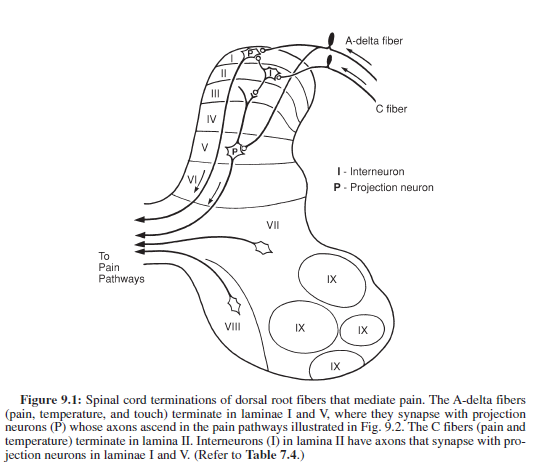 A-delta fiber
P
I
I
II
C fiber
III
IV
V
P
I - Interneuron
P - Projection neuron
VI
VII
To
Pain
Pathways
IX
VIII
IX
IX
IX
Figure 9.1: Spinal cord terminations of dorsal root fibers that mediate pain. The A-delta fibers
(pain, temperature, and touch) terminate in laminae I and V, where they synapse with projection
neurons (P) whose axons ascend in the pain pathways illustrated in Fig. 9.2. The C fibers (pain and
temperature) terminate in lamina II. Interneurons (I) in lamina II have axons that synapse with pro-
jection neurons in laminae I and V. (Refer to Table 7.4.)